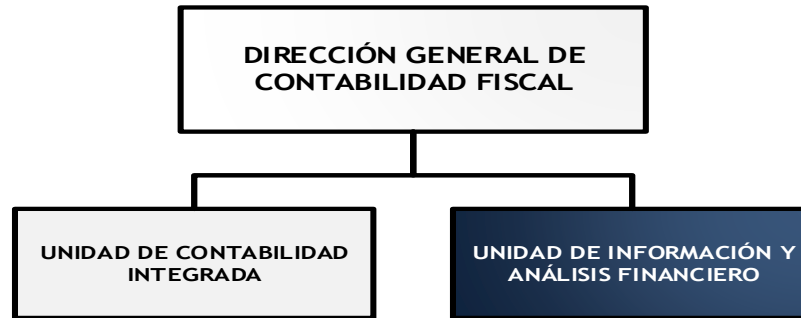 DIRECCIÓN GENERAL DE
CONTABILIDAD FISCAL
UNIDAD DE CONTABILIDAD
INTEGRADA
UNIDAD DE INFORMACIÓN Y
ANÁLISIS FINANCIERO